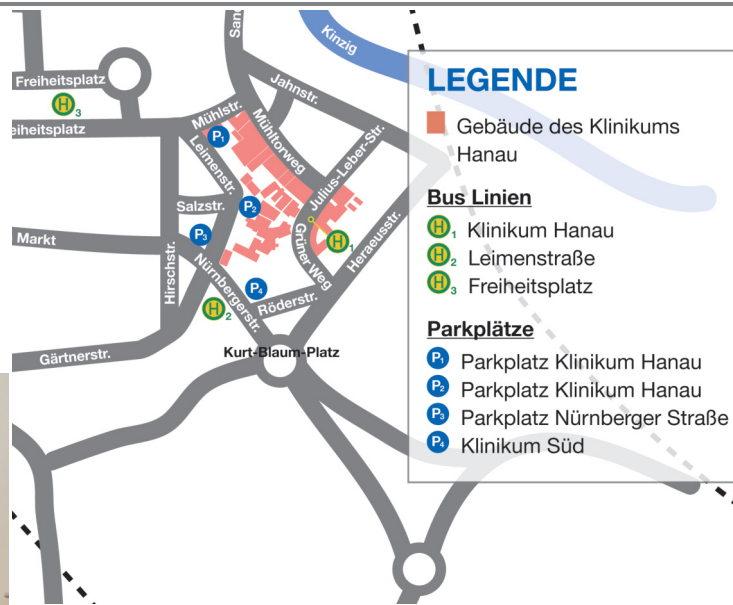 Kinzig
Sand
Freiheitsplatz
H3
eiheitsplatz
Mühlstr.
Jahnstr.
P1
Mühltorweg
Leimenstr.
Julius-Leber-Str.
Salzstr.
P2
Markt
P3
Hirschstr.
Nürnbergerstr.
Grüner Weg
H1
Heraeusstr.
P4
Röderstr.
H2
Gärtnerstr.
Kurt-Blaum-Platz
LEGENDE
Gebäude des Klinikums
Hanau
Bus Linien
H1 Klinikum Hanau
H2 Leimenstraße
H3 Freiheitsplatz
Parkplätze
P1 Parkplatz Klinikum Hanau
P2 Parkplatz Klinikum Hanau
P3 Parkplatz Nürnberger Straße
P4 Klinikum Süd